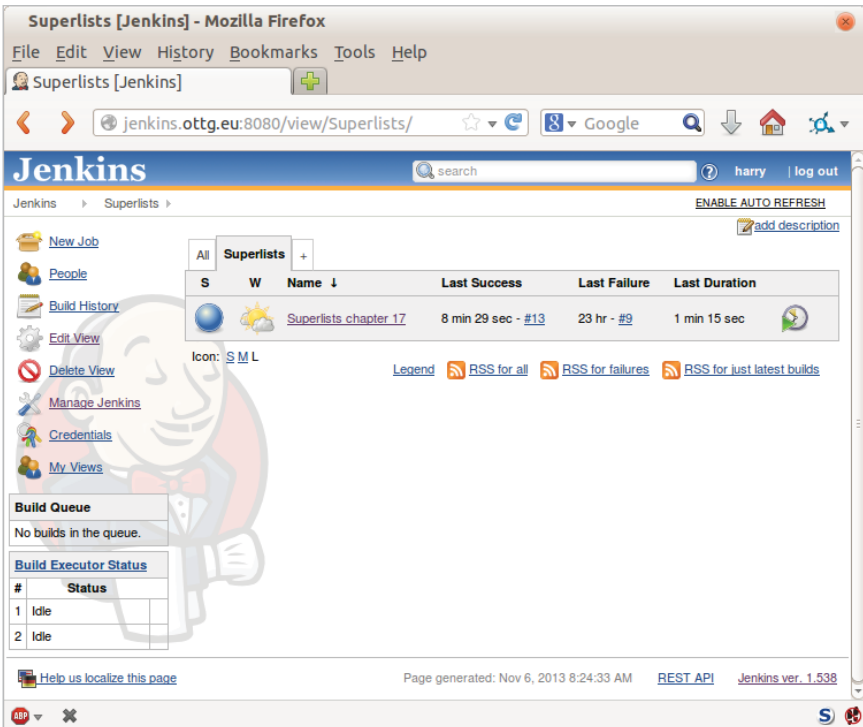 Superlists [Jenkins] - Mozilla Firefox
File Edit View History Bookmarks Tools Help
Superlists [Jenkins]
jenkins.ottg.eu:8080/view/Superlists/ 8 Google
Jenkins search ? harry | log out
Jenkins Superlists ENABLE AUTO REFRESH
add description
New Job
People
Build History
Edit View
Delete View
Manage Jenkins
Credentials
My Views
All Superlists +
S W Name ↓ Last Success Last Failure Last Duration
Superlists chapter 17 8 min 29 sec - #13 23 hr - #9 1 min 15 sec
Icon: S M L
Legend RSS for all RSS for failures RSS for just latest builds
Build Queue
No builds in the queue.
Build Executor Status
# Status
1 Idle
2 Idle
Help us localize this page Page generated: Nov 6, 2013 8:24:33 AM REST API Jenkins ver. 1.538
ABP S